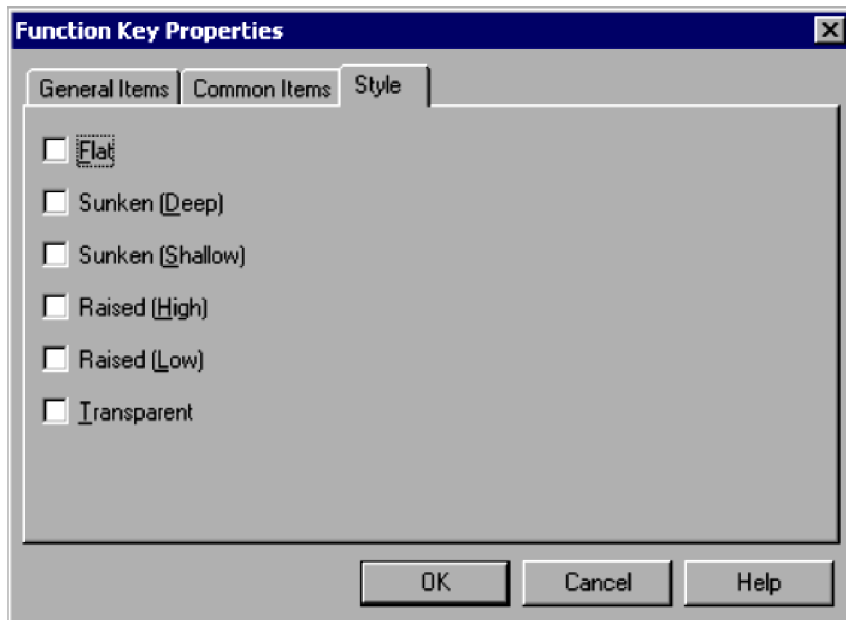 Function Key Properties
General Items Common Items Style
Flat
Sunken (Deep)
Sunken (Shallow)
Raised (High)
Raised (Low)
Transparent
OK Cancel Help